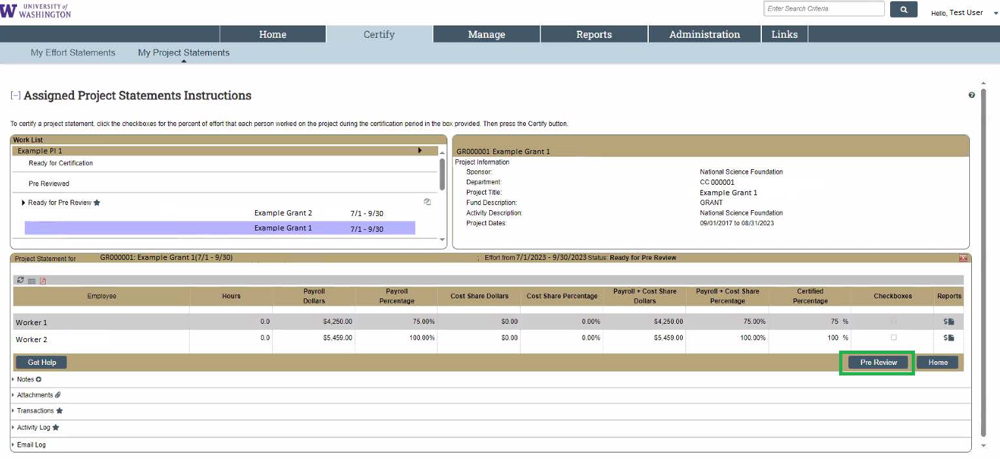 W UNIVERSITY of
WASHINGTON
Enter Search Criteria
Hello, Test User
Home Certify Manage Reports Administration Links
My Effort Statements My Project Statements
[−] Assigned Project Statements Instructions
To certify a project statement, click the checkboxes for the percent of effort that each person worked on the project during the certification period in the box provided. Then press the Certify button.
Work List
Example PI 1
Ready for Certification
Pre Reviewed
Ready for Pre Review
Example Grant 2 7/1 - 9/30
Example Grant 1 7/1 - 9/30
GR000001 Example Grant 1
Project Information
Sponsor: National Science Foundation
Department: CC 000001
Project Title: Example Grant 1
Fund Description: GRANT
Activity Description: National Science Foundation
Project Dates: 09/01/2017 to 08/31/2023
Project Statement for GR000001: Example Grant 1(7/1 - 9/30) ; Effort from 7/1/2023 - 9/30/2023 Status: Ready for Pre Review
Employee Hours Payroll Dollars Payroll Percentage Cost Share Dollars Cost Share Percentage Payroll + Cost Share Dollars Payroll + Cost Share Percentage Certified Percentage Checkboxes Reports
Worker 1 0.0 $4,250.00 75.00% $0.00 0.00% $4,250.00 75.00% 75 % $
Worker 2 0.0 $5,459.00 100.00% $0.00 0.00% $5,459.00 100.00% 100 % $
Get Help Pre Review Home
Notes
Attachments
Transactions
Activity Log
Email Log